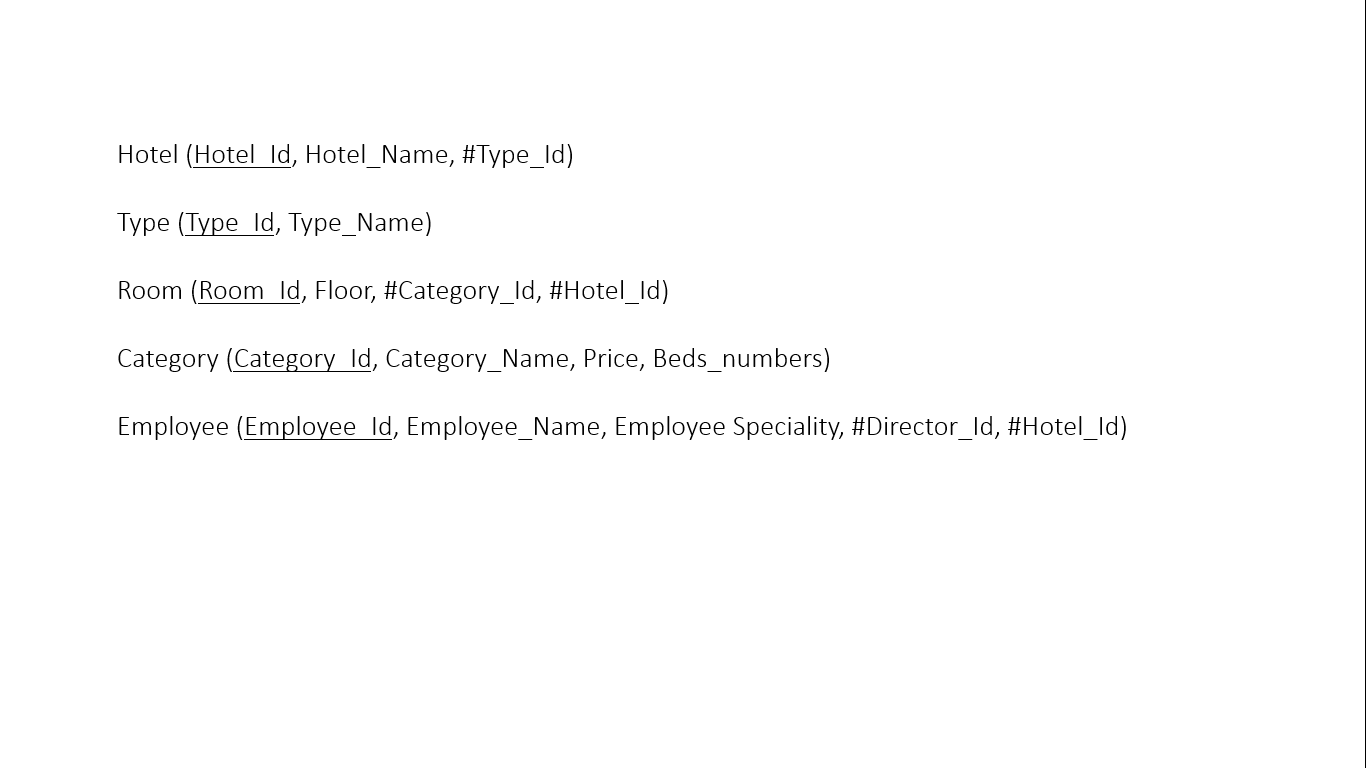 Hotel (Hotel_Id, Hotel_Name, #Type_Id)
Type (Type_Id, Type_Name)
Room (Room_Id, Floor, #Category_Id, #Hotel_Id)
Category (Category_Id, Category_Name, Price, Beds_numbers)
Employee (Employee_Id, Employee_Name, Employee Speciality, #Director_Id, #Hotel_Id)